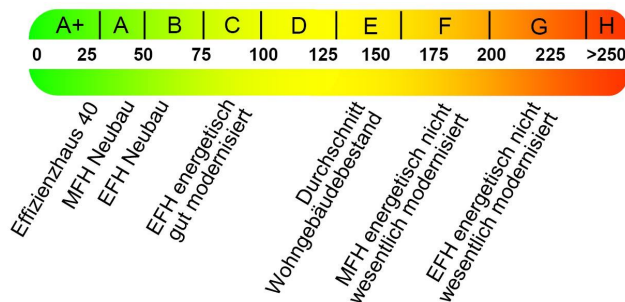 A+ A B C D E F G H
0 25 50 75 100 125 150 175 200 225 >250
Effizienzhaus 40
MFH Neubau
EFH Neubau
EFH energetisch
gut modernisiert
Durchschnitt
Wohngebäudebestand
MFH energetisch nicht
wesentlich modernisiert
EFH energetisch nicht
wesentlich modernisiert